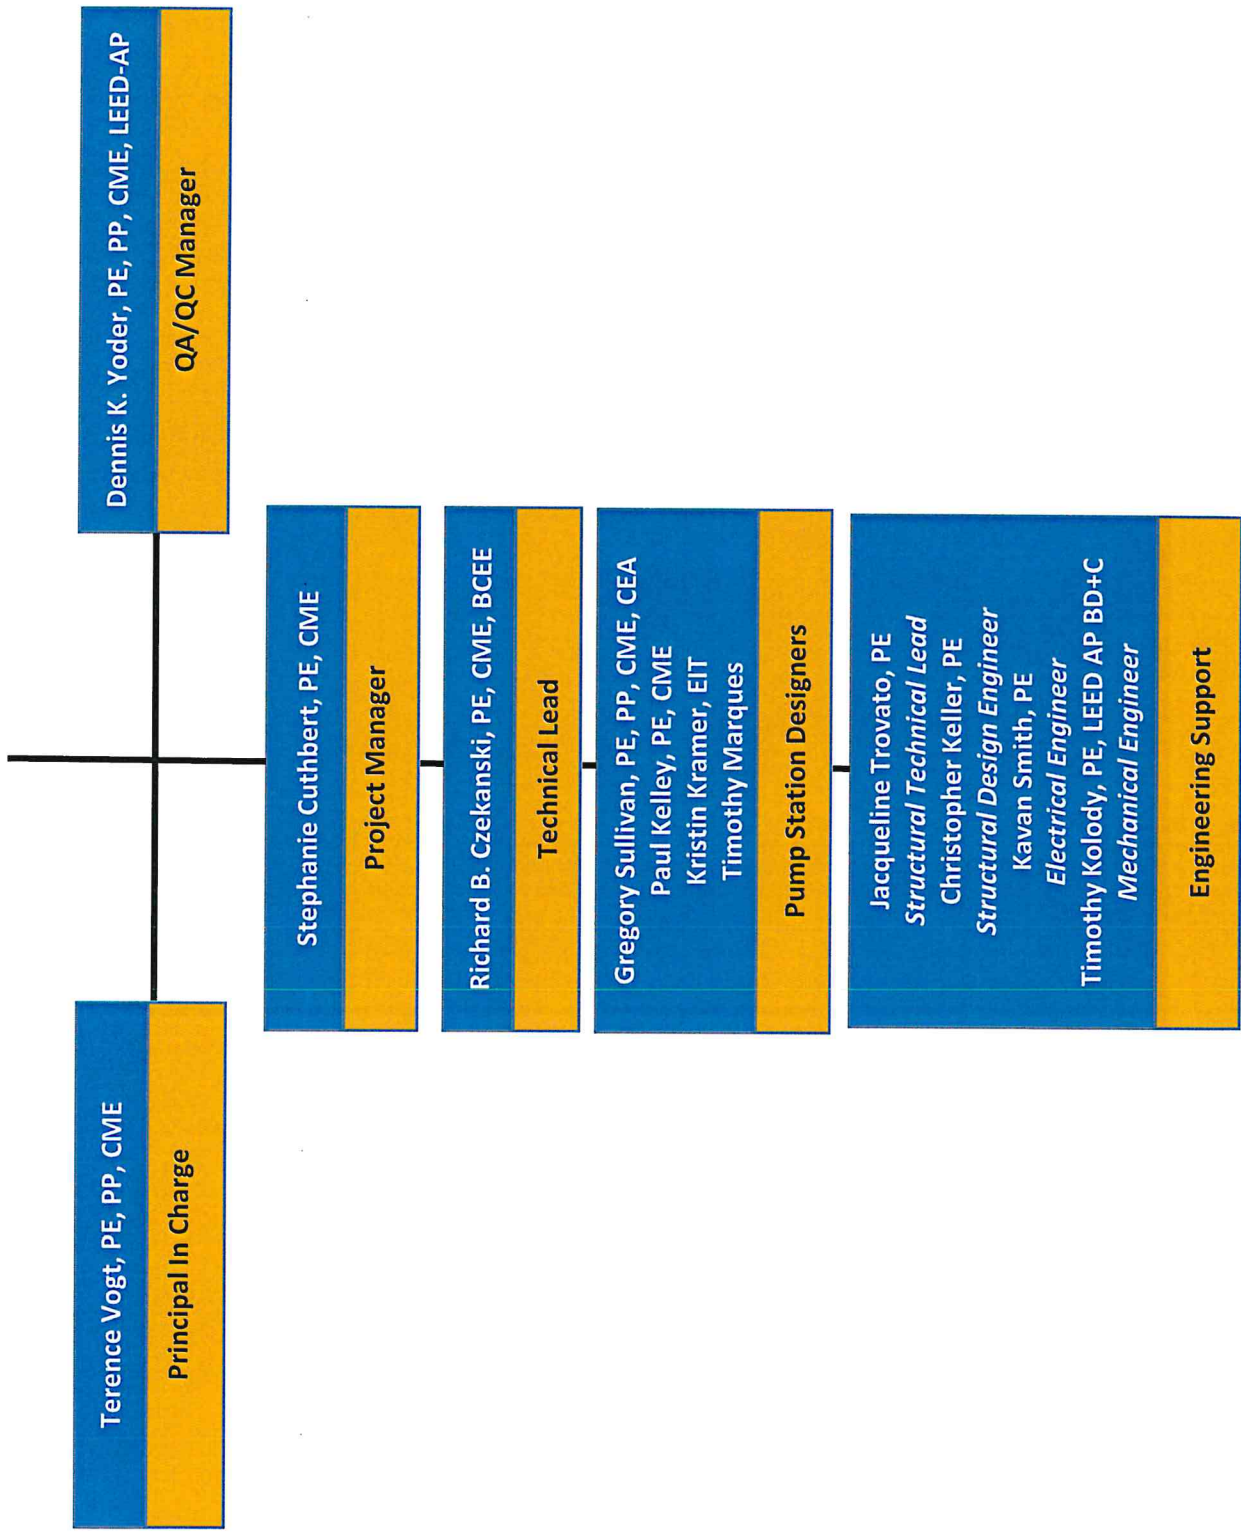 Terence Vogt, PE, PP, CME
Principal In Charge
Dennis K. Yoder, PE, PP, CME, LEED-AP
QA/QC Manager
Stephanie Cuthbert, PE, CME
Project Manager
Richard B. Czekanski, PE, CME, BCEE
Technical Lead
Gregory Sullivan, PE, PP, CME, CEA
Paul Kelley, PE, CME
Kristin Kramer, EIT
Timothy Marques
Pump Station Designers
Jacqueline Trovato, PE
Structural Technical Lead
Christopher Keller, PE
Structural Design Engineer
Kavan Smith, PE
Electrical Engineer
Timothy Kolody, PE, LEED AP BD+C
Mechanical Engineer
Engineering Support